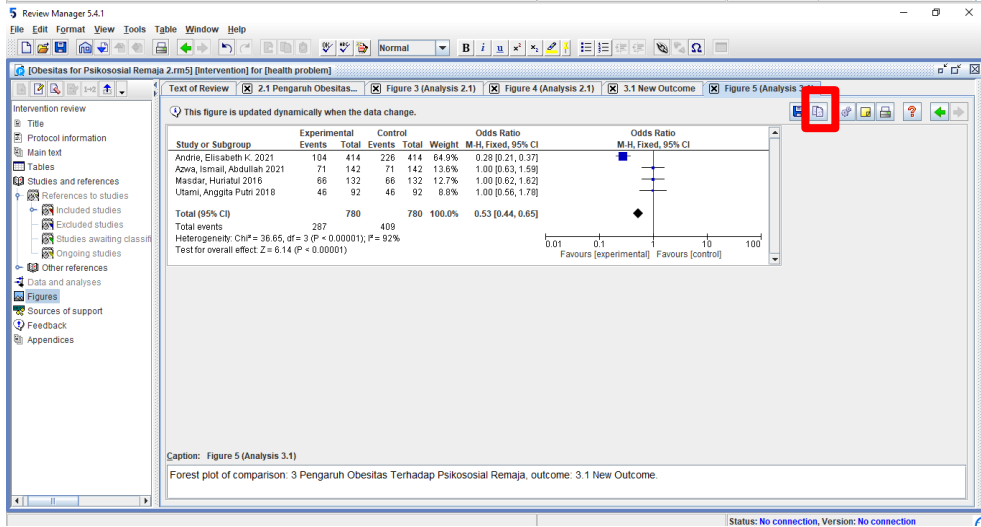 Review Manager 5.4.1
File Edit Format View Tools Table Window Help
Normal
B i u x² x₂
[Obesitas for Psikososial Remaja 2.rm5] [Intervention] for [health problem]
Text of Review 2.1 Pengaruh Obesitas... Figure 3 (Analysis 2.1) Figure 4 (Analysis 2.1) 3.1 New Outcome Figure 5 (Analysis 3.1)
Intervention review
Title
Protocol information
Main text
Tables
Studies and references
References to studies
Included studies
Excluded studies
Studies awaiting classifi
Ongoing studies
Other references
Data and analyses
Figures
Sources of support
Feedback
Appendices
This figure is updated dynamically when the data change.
Experimental Control Odds Ratio Odds Ratio
Study or Subgroup Events Total Events Total Weight M-H, Fixed, 95% CI M-H, Fixed, 95% CI
Andrie, Elisabeth K. 2021 104 414 226 414 64.9% 0.28 [0.21, 0.37]
Azwa, Ismail, Abdullah 2021 71 142 71 142 13.6% 1.00 [0.63, 1.59]
Masdar, Huriatul 2016 66 132 66 132 12.7% 1.00 [0.62, 1.62]
Utami, Anggita Putri 2018 46 92 46 92 8.8% 1.00 [0.56, 1.78]
Total (95% CI) 780 780 100.0% 0.53 [0.44, 0.65]
Total events 287 409
Heterogeneity: Chi² = 36.65, df = 3 (P < 0.00001); I² = 92%
Test for overall effect: Z = 6.14 (P < 0.00001)
0.01 0.1 1 10 100
Favours [experimental] Favours [control]
Caption: Figure 5 (Analysis 3.1)
Forest plot of comparison: 3 Pengaruh Obesitas Terhadap Psikososial Remaja, outcome: 3.1 New Outcome.
Status: No connection, Version: No connection